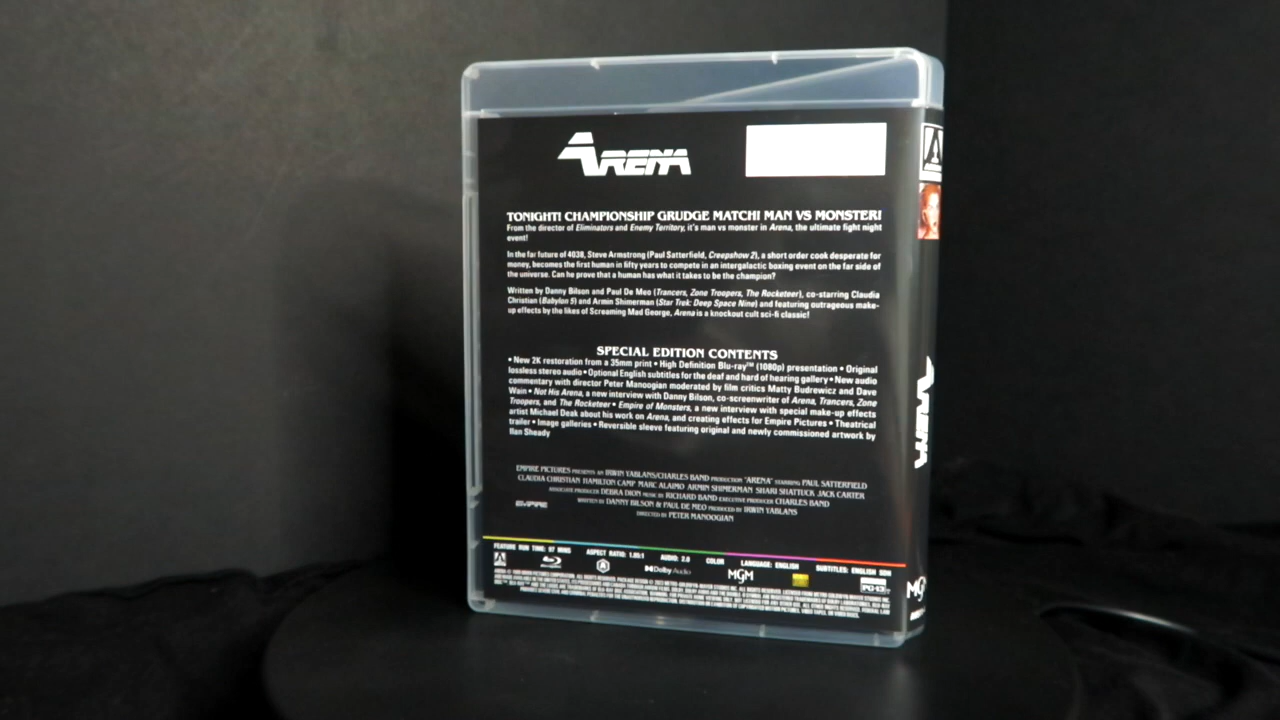 ARENA
TONIGHT! CHAMPIONSHIP GRUDGE MATCH! MAN VS MONSTER!
From the director of Eliminators and Enemy Territory, it's man vs monster in Arena, the ultimate fight night
event!
In the far future of 4038, Steve Armstrong (Paul Satterfield, Creepshow 2), a short order cook desperate for
money, becomes the first human in fifty years to compete in an intergalactic boxing event on the far side of
the universe. Can he prove that a human has what it takes to be the champion?
Written by Danny Bilson and Paul De Meo (Trancers, Zone Troopers, The Rocketeer), co-starring Claudia
Christian (Babylon 5) and Armin Shimerman (Star Trek: Deep Space Nine) and featuring outrageous make-
up effects by the likes of Screaming Mad George, Arena is a knockout cult sci-fi classic!
SPECIAL EDITION CONTENTS
• New 2K restoration from a 35mm print • High Definition Blu-ray™ (1080p) presentation • Original
lossless stereo audio • Optional English subtitles for the deaf and hard of hearing gallery • New audio
commentary with director Peter Manoogian moderated by film critics Matty Budrewicz and Dave
Wain • Not His Arena, a new interview with Danny Bilson, co-screenwriter of Arena, Trancers, Zone
Troopers, and The Rocketeer • Empire of Monsters, a new interview with special make-up effects
artist Michael Deak about his work on Arena, and creating effects for Empire Pictures • Theatrical
trailer • Image galleries • Reversible sleeve featuring original and newly commissioned artwork by
Ilan Sheady
EMPIRE PICTURES PRESENTS AN IRWIN YABLANS/CHARLES BAND PRODUCTION "ARENA" STARRING PAUL SATTERFIELD
CLAUDIA CHRISTIAN HAMILTON CAMP MARC ALAIMO ARMIN SHIMERMAN SHARI SHATTUCK JACK CARTER
ASSOCIATE PRODUCER DEBRA DION MUSIC BY RICHARD BAND EXECUTIVE PRODUCER CHARLES BAND
WRITTEN BY DANNY BILSON & PAUL DE MEO PRODUCED BY IRWIN YABLANS
DIRECTED BY PETER MANOOGIAN
EMPIRE
FEATURE RUN TIME: 97 MINS ASPECT RATIO: 1.85:1 AUDIO: 2.0 COLOR LANGUAGE: ENGLISH SUBTITLES: ENGLISH SDH
Blu-ray A Dolby Audio MGM PG-13
ARENA
MGM